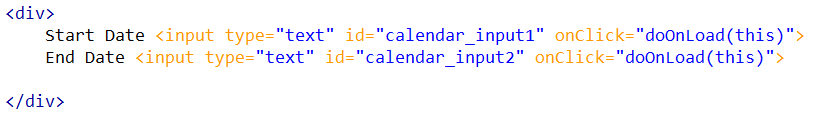 <div>
Start Date <input type="text" id="calendar_input1" onClick="doOnLoad(this)">
End Date <input type="text" id="calendar_input2" onClick="doOnLoad(this)">
</div>